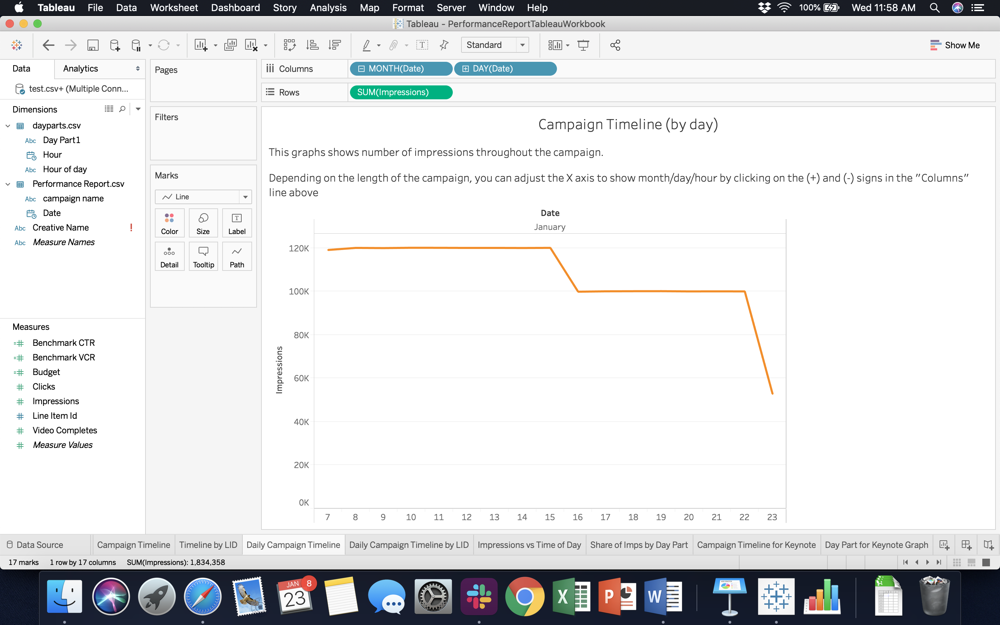 Tableau File Data Worksheet Dashboard Story Analysis Map Format Server Window Help 100% Wed 11:58 AM
Tableau - PerformanceReportTableauWorkbook
Standard Show Me
Data Analytics
test.csv+ (Multiple Conn...
Dimensions
dayparts.csv
Abc Day Part1
Hour
Abc Hour of day
Performance Report.csv
Abc campaign name
Date
Abc Creative Name !
Abc Measure Names
Measures
Benchmark CTR
Benchmark VCR
Budget
Clicks
Impressions
Line Item Id
Video Completes
Measure Values
Pages
Filters
Marks
Line
Color Size Label
Detail Tooltip Path
Columns MONTH(Date) DAY(Date)
Rows SUM(Impressions)
Campaign Timeline (by day)
This graphs shows number of impressions throughout the campaign.
Depending on the length of the campaign, you can adjust the X axis to show month/day/hour by clicking on the (+) and (-) signs in the "Columns"
line above
Date
January
Impressions
120K
100K
80K
60K
40K
20K
0K
7 8 9 10 11 12 13 14 15 16 17 18 19 20 21 22 23
Data Source Campaign Timeline Timeline by LID Daily Campaign Timeline Daily Campaign Timeline by LID Impressions vs Time of Day Share of Imps by Day Part Campaign Timeline for Keynote Day Part for Keynote Graph
17 marks 1 row by 17 columns SUM(Impressions): 1,834,358
JAN 8
23
X P W
KEYNOTE